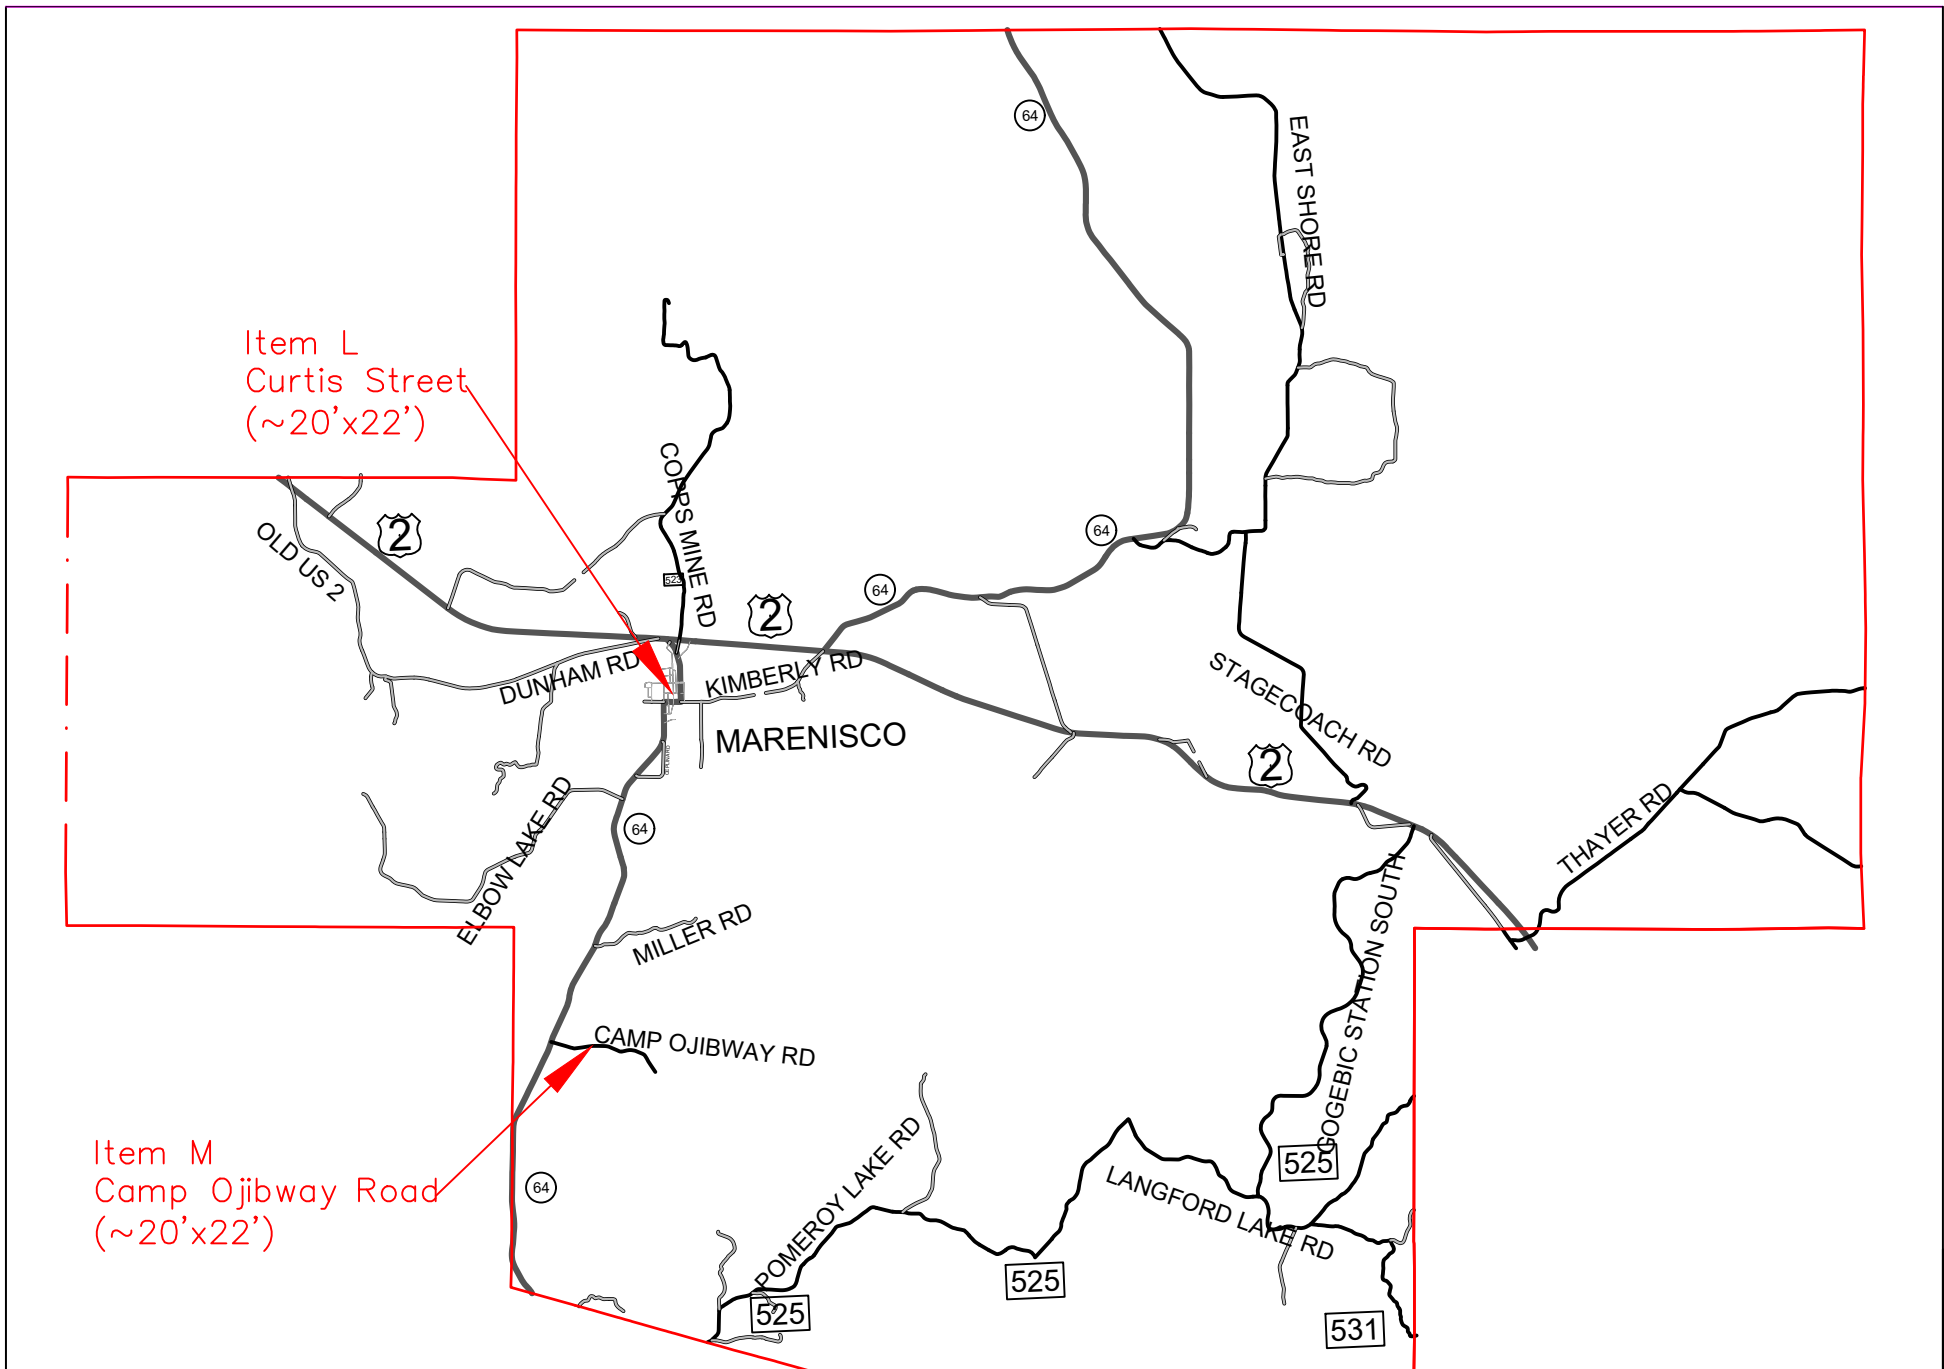 64
EAST SHORE RD
Item L
Curtis Street
(~20'x22')
COPPS MINE RD
2
OLD US 2
64
523
64
2
DUNHAM RD
KIMBERLY RD
STAGECOACH RD
MARENISCO
2
ELBOW LAKE RD
64
THAYER RD
GOGEBIC STATION SOUTH
MILLER RD
CAMP OJIBWAY RD
Item M
Camp Ojibway Road
(~20'x22')
64
POMEROY LAKE RD
525
LANGFORD LAKE RD
525
525
531